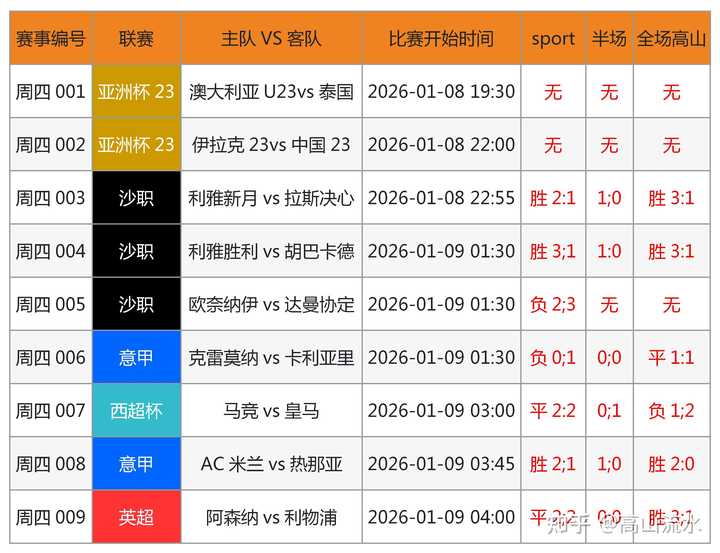 赛事编号 联赛 主队 VS 客队 比赛开始时间 sport 半场 全场高山
周四 001 亚洲杯 23 澳大利亚 U23vs 泰国 2026-01-08 19:30 无 无 无
周四 002 亚洲杯 23 伊拉克 23vs 中国 23 2026-01-08 22:00 无 无 无
周四 003 沙职 利雅新月 vs 拉斯决心 2026-01-08 22:55 胜 2:1 1;0 胜 3:1
周四 004 沙职 利雅胜利 vs 胡巴卡德 2026-01-09 01:30 胜 3;1 1:0 胜 3:1
周四 005 沙职 欧奈纳伊 vs 达曼协定 2026-01-09 01:30 负 2;3 无 无
周四 006 意甲 克雷莫纳 vs 卡利亚里 2026-01-09 01:30 负 0;1 0;0 平 1:1
周四 007 西超杯 马竞 vs 皇马 2026-01-09 03:00 平 2:2 0;1 负 1;2
周四 008 意甲 AC 米兰 vs 热那亚 2026-01-09 03:45 胜 2;1 1;0 胜 2:0
周四 009 英超 阿森纳 vs 利物浦 2026-01-09 04:00 平 2:2 0:0 胜 3:1
知乎 @高山流水